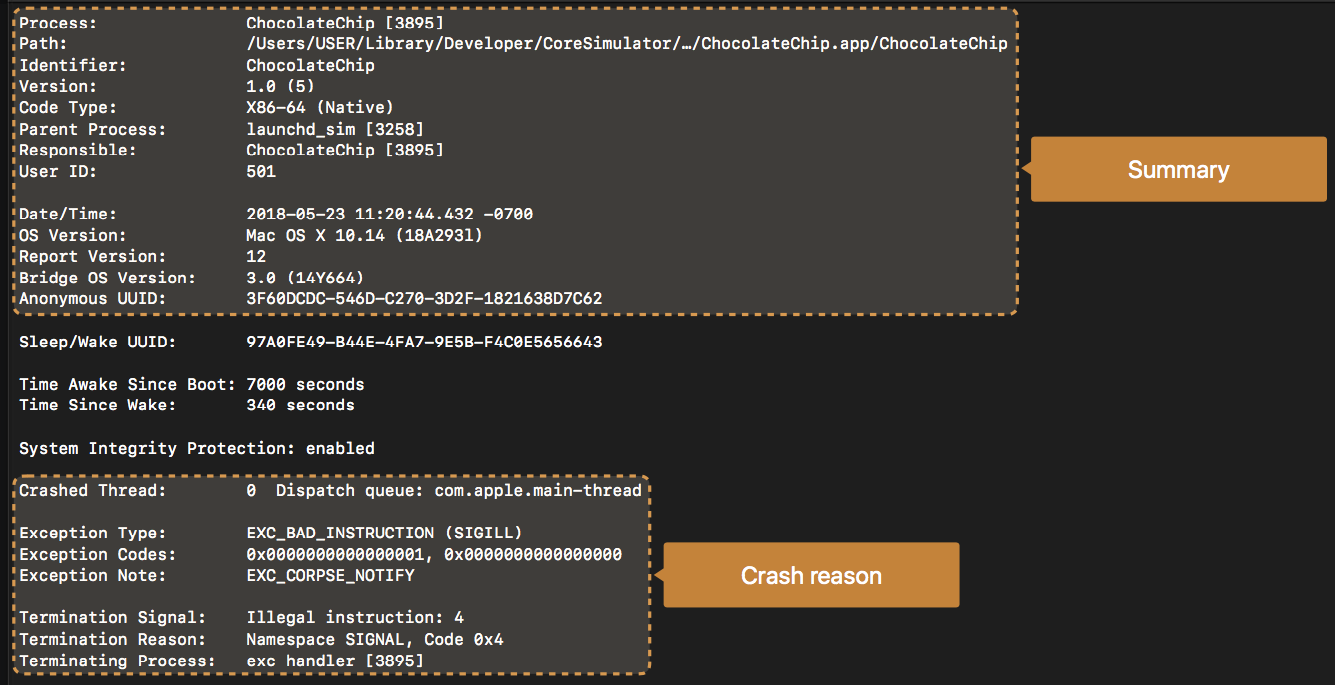 Process: ChocolateChip [3895]
Path: /Users/USER/Library/Developer/CoreSimulator/…/ChocolateChip.app/ChocolateChip
Identifier: ChocolateChip
Version: 1.0 (5)
Code Type: X86-64 (Native)
Parent Process: launchd_sim [3258]
Responsible: ChocolateChip [3895]
User ID: 501
Summary
Date/Time: 2018-05-23 11:20:44.432 -0700
OS Version: Mac OS X 10.14 (18A293l)
Report Version: 12
Bridge OS Version: 3.0 (14Y664)
Anonymous UUID: 3F60DCDC-546D-C270-3D2F-1821638D7C62
Sleep/Wake UUID: 97A0FE49-B44E-4FA7-9E5B-F4C0E5656643
Time Awake Since Boot: 7000 seconds
Time Since Wake: 340 seconds
System Integrity Protection: enabled
Crashed Thread: 0 Dispatch queue: com.apple.main-thread
Exception Type: EXC_BAD_INSTRUCTION (SIGILL)
Exception Codes: 0x0000000000000001, 0x0000000000000000
Exception Note: EXC_CORPSE_NOTIFY
Crash reason
Termination Signal: Illegal instruction: 4
Termination Reason: Namespace SIGNAL, Code 0x4
Terminating Process: exc handler [3895]